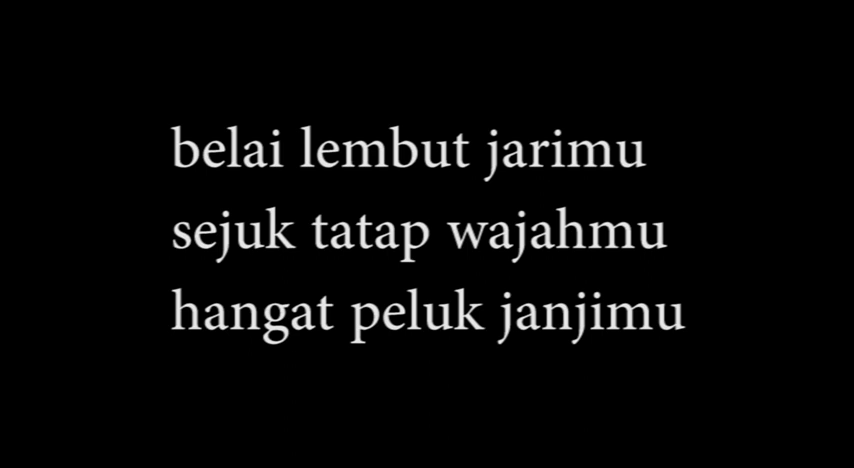 belai lembut jarimu
sejuk tatap wajahmu
hangat peluk janjimu